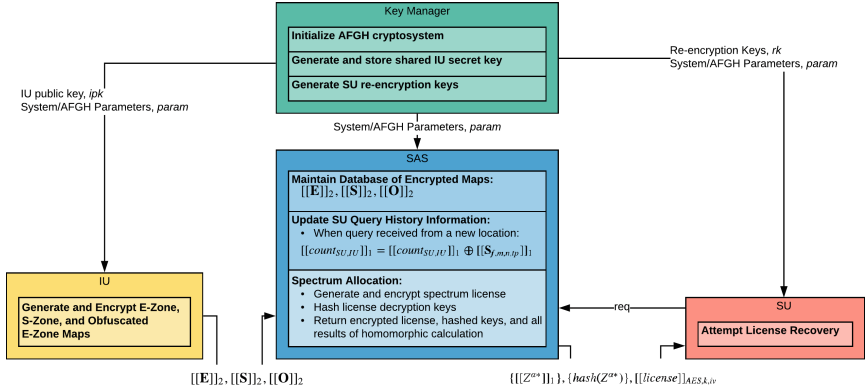 Key Manager
Initialize AFGH cryptosystem
Generate and store shared IU secret key
Generate SU re-encryption keys
IU public key, ipk
System/AFGH Parameters, param
Re-encryption Keys, rk
System/AFGH Parameters, param
System/AFGH Parameters, param
SAS
Maintain Database of Encrypted Maps:
[[E]]₂, [[S]]₂, [[O]]₂
Update SU Query History Information:
• When query received from a new location:
[[count_{SU,IU}]]₁ = [[count_{SU,IU}]]₁ ⊕ [[S_{f,m,n,tp}]]₁
Spectrum Allocation:
• Generate and encrypt spectrum license
• Hash license decryption keys
• Return encrypted license, hashed keys, and all
results of homomorphic calculation
IU
Generate and Encrypt E-Zone,
S-Zone, and Obfuscated
E-Zone Maps
req
SU
Attempt License Recovery
[[E]]₂, [[S]]₂, [[O]]₂
{[[Z^{α*}]]₁}, {hash(Z^{α*})}, [[license]]_{AES,k,iv}